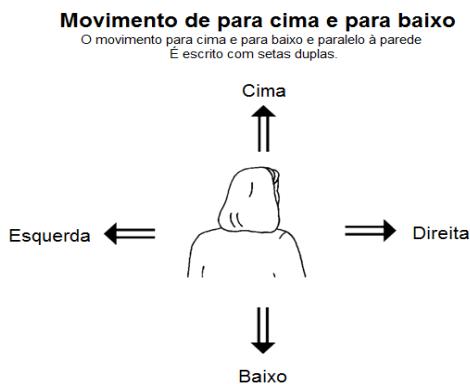 Movimento de para cima e para baixo
O movimento para cima e para baixo e paralelo à parede
É escrito com setas duplas.
Cima
Esquerda
Direita
Baixo